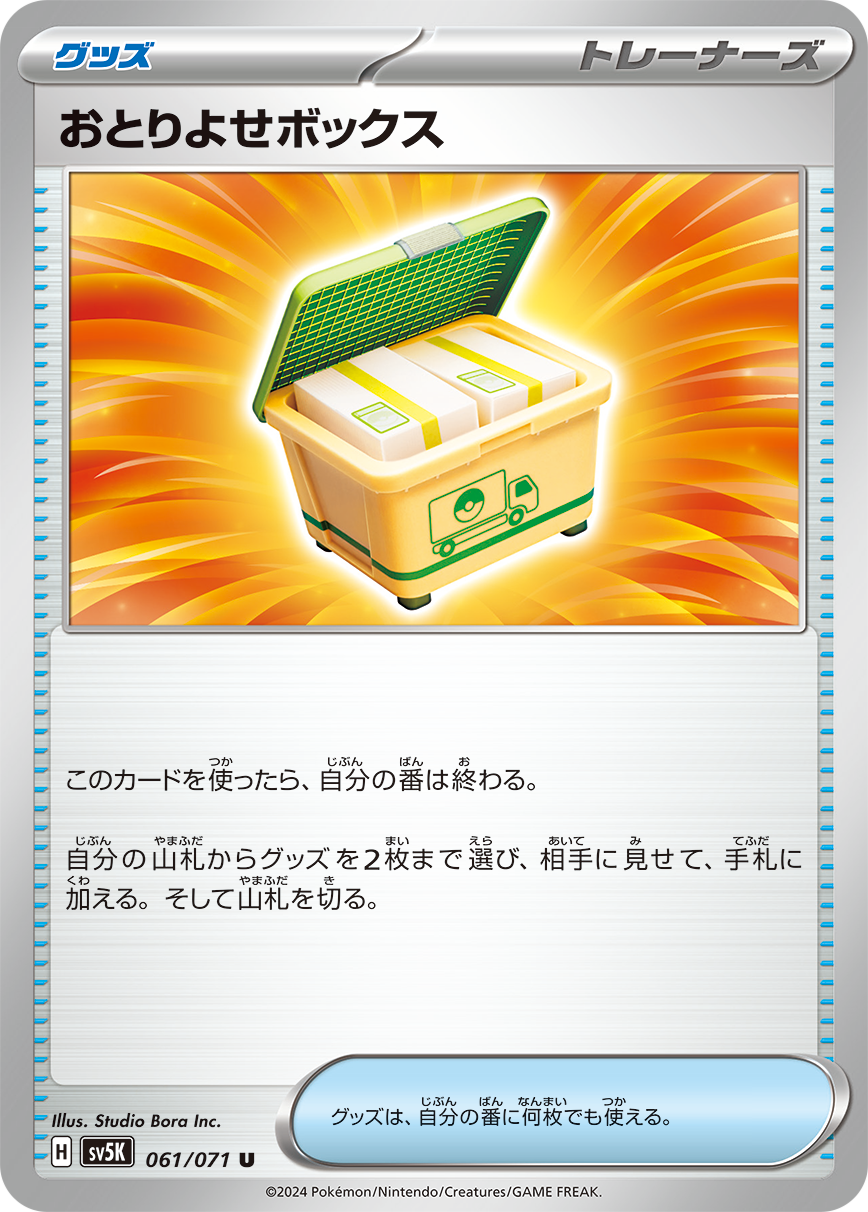 グッズ
トレーナーズ
おとりよせボックス
このカードを使ったら、自分の番は終わる。
自分の山札からグッズを2枚まで選び、相手に見せて、手札に
加える。そして山札を切る。
グッズは、自分の番に何枚でも使える。
Illus. Studio Bora Inc.
H SV5K 061/071 U
©2024 Pokémon/Nintendo/Creatures/GAME FREAK.